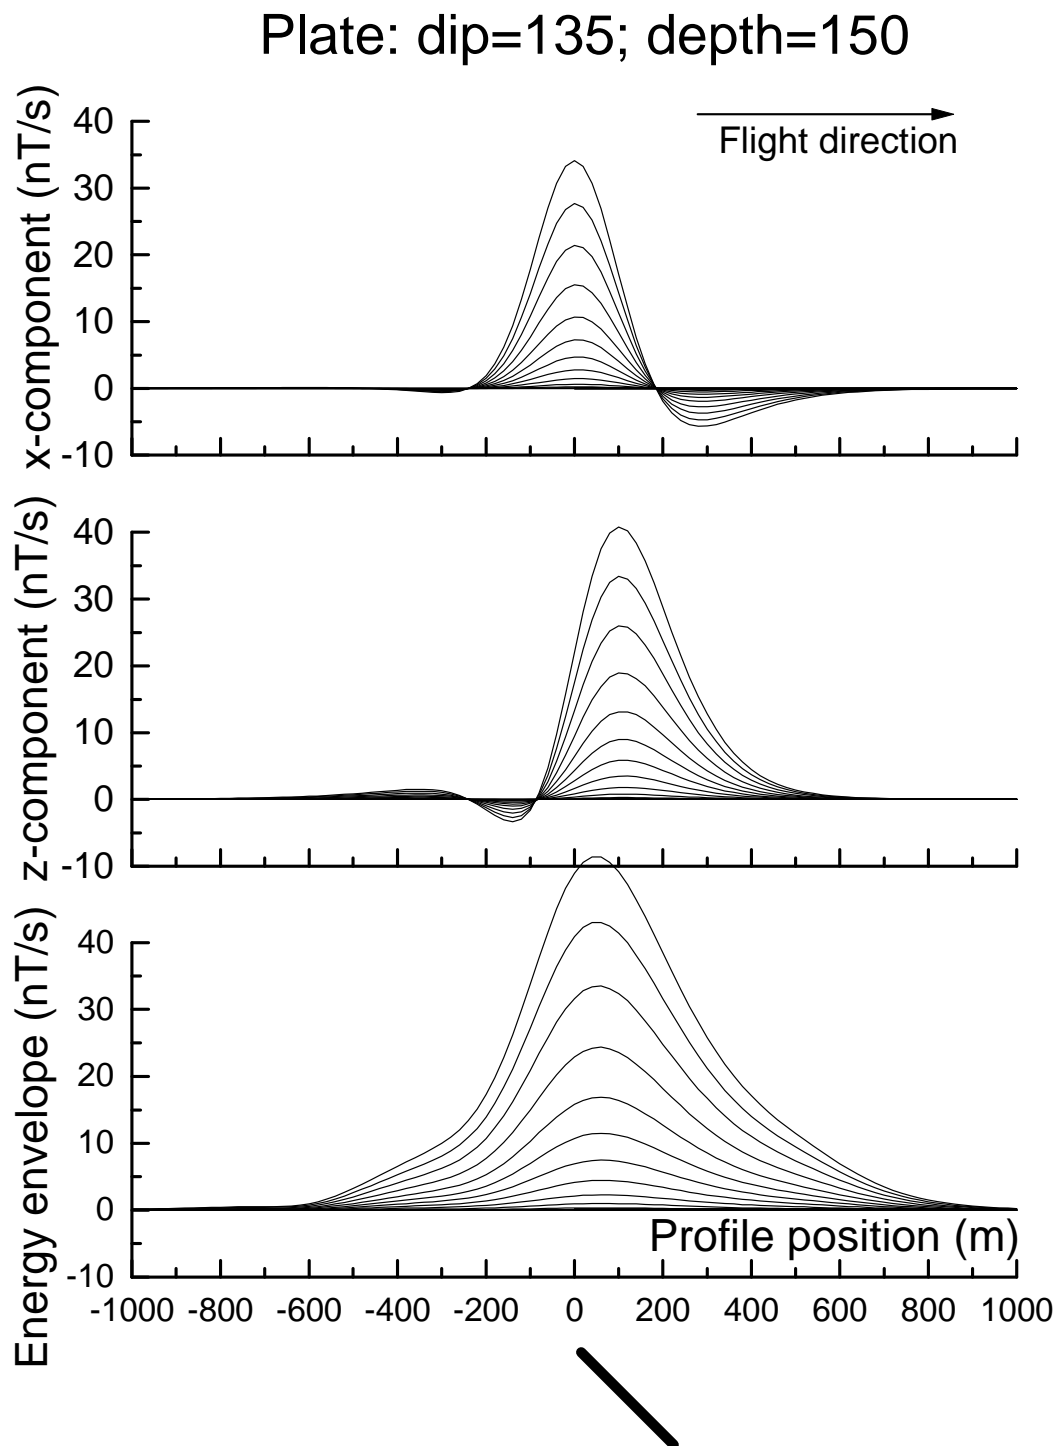 Plate: dip=135; depth=150
Flight direction
x-component (nT/s)
40
30
20
10
0
-10
z-component (nT/s)
40
30
20
10
0
-10
Energy envelope (nT/s)
40
30
20
10
0
-10
Profile position (m)
-1000 -800 -600 -400 -200 0 200 400 600 800 1000